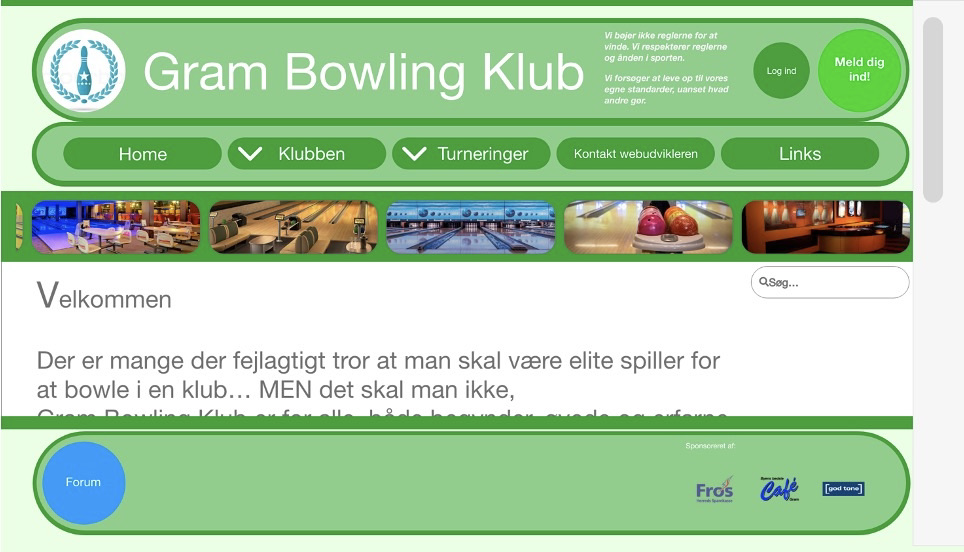 Gram Bowling Klub
Vi bøjer ikke reglerne for at
vinde. Vi respekterer reglerne
og ånden i sporten.
Vi forsøger at leve op til vores
egne standarder, uanset hvad
andre gør.
Log ind
Meld dig
ind!
Home
Klubben
Turneringer
Kontakt webudvikleren
Links
Søg...
Velkommen
Der er mange der fejlagtigt tror at man skal være elite spiller for
at bowle i en klub… MEN det skal man ikke,
Gram Bowling Klub er for alle, både begynder, øvede og erfarne
Forum
Sponsoreret af:
Frøs
Café
god tone